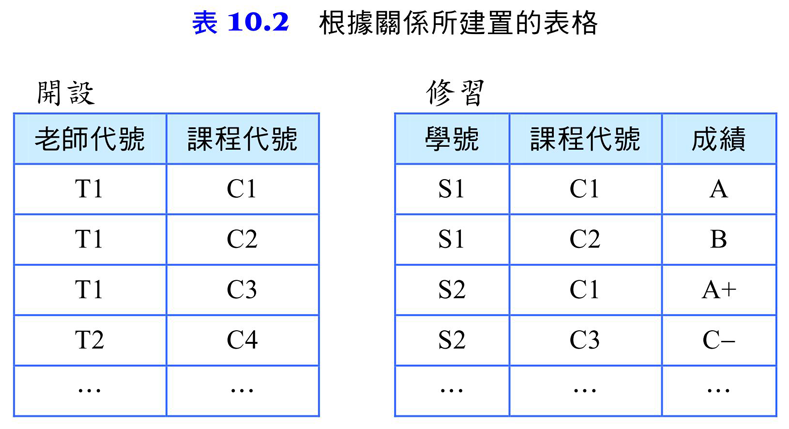 表 10.2 根據關係所建置的表格
開設
老師代號 課程代號
T1 C1
T1 C2
T1 C3
T2 C4
… …
修習
學號 課程代號 成績
S1 C1 A
S1 C2 B
S2 C1 A+
S2 C3 C−
… … …